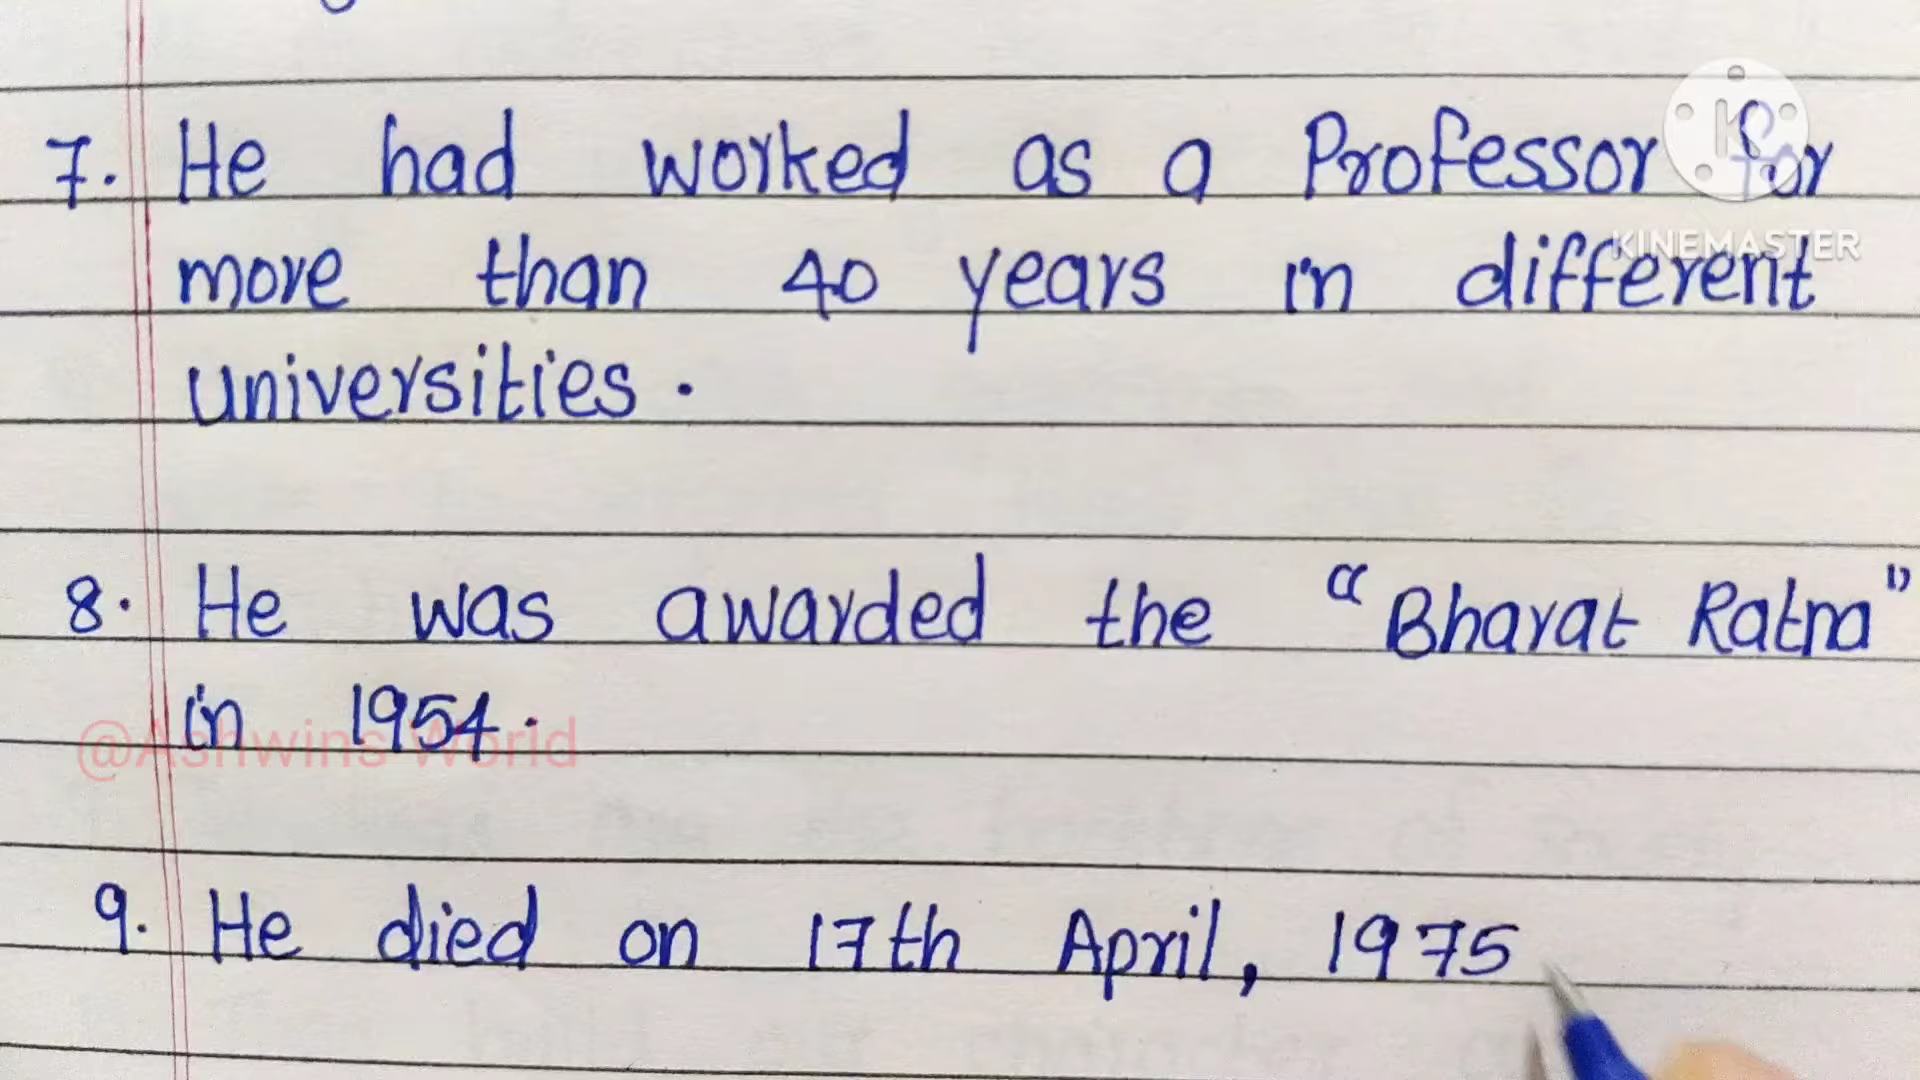 7. He had worked as a Professor for
KINEMASTER
more than 40 years in different
universities.
8. He was awarded the "Bharat Ratna"
in 1954.
@Ashwins World
9. He died on 17th April, 1975